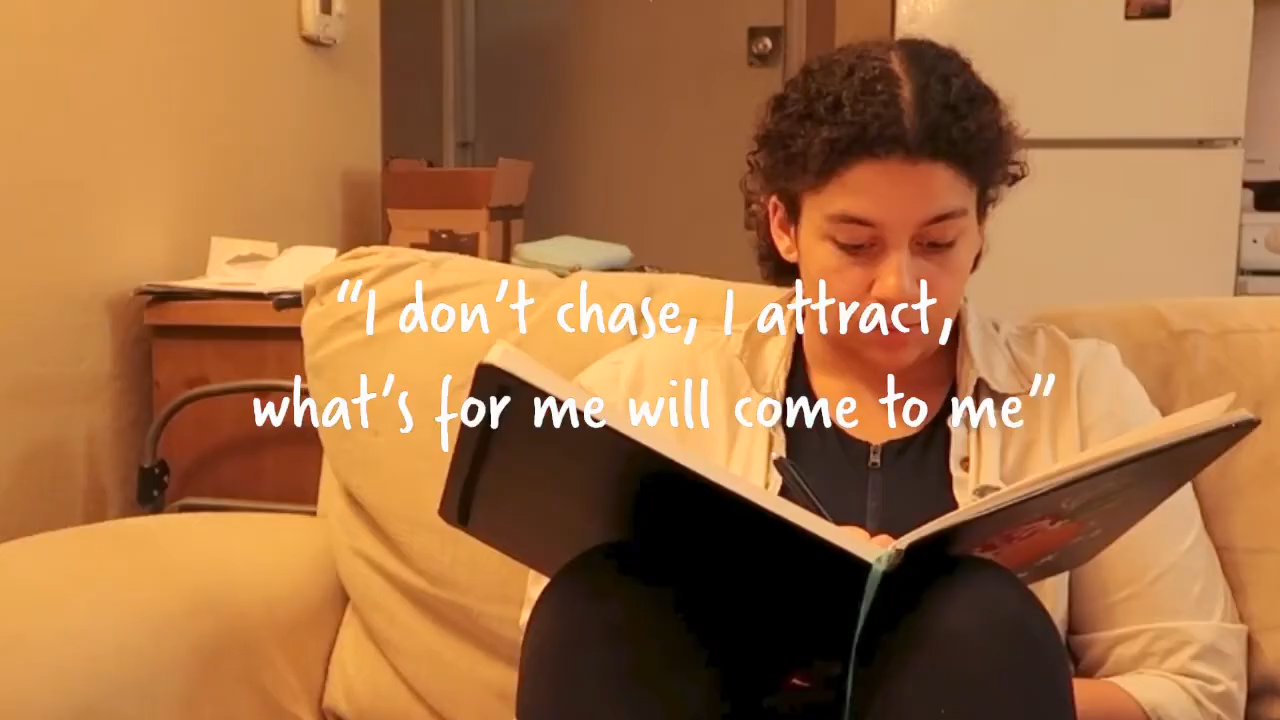 “I don’t chase, I attract,
what’s for me will come to me”